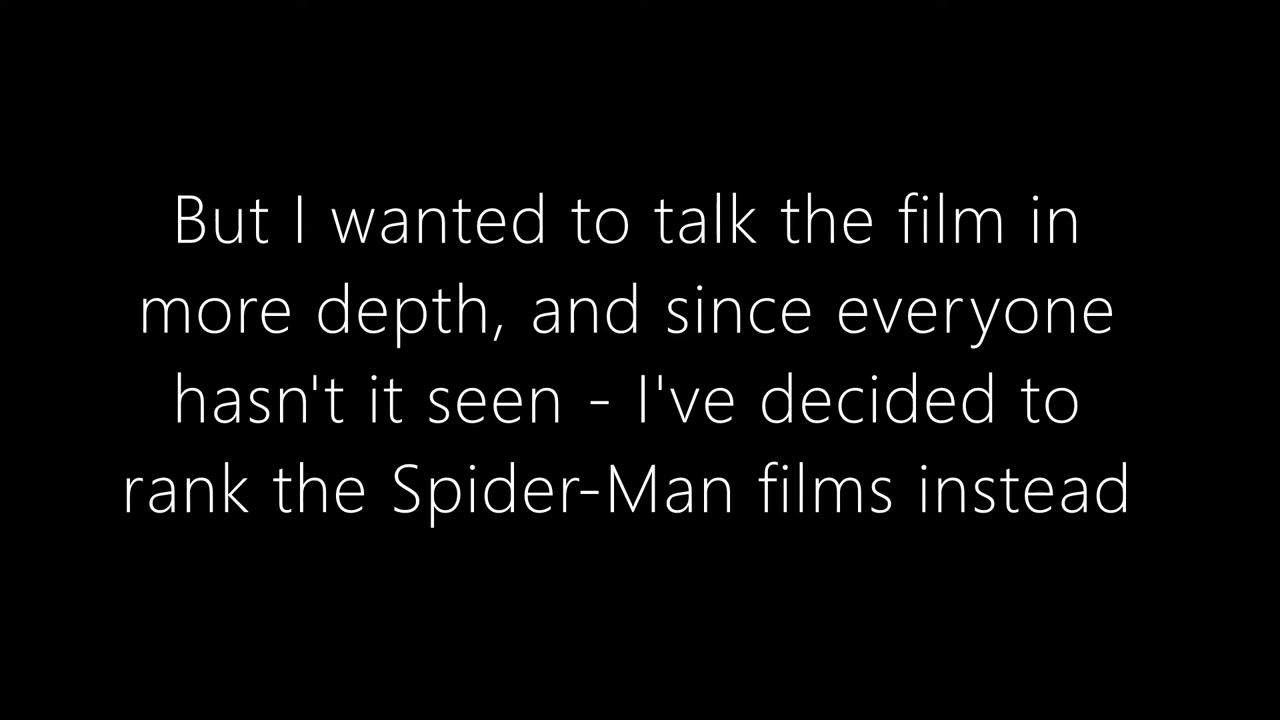 But I wanted to talk the film in
more depth, and since everyone
hasn't it seen - I've decided to
rank the Spider-Man films instead